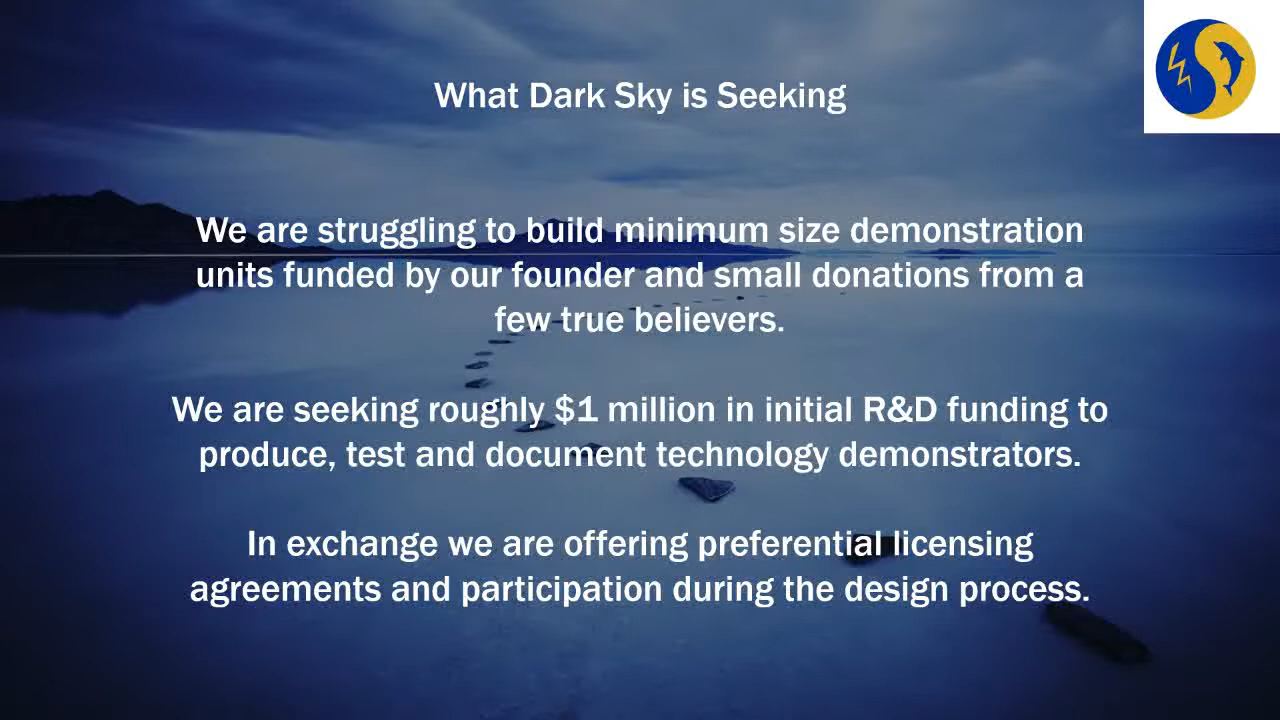 What Dark Sky is Seeking
We are struggling to build minimum size demonstration
units funded by our founder and small donations from a
few true believers.
We are seeking roughly $1 million in initial R&D funding to
produce, test and document technology demonstrators.
In exchange we are offering preferential licensing
agreements and participation during the design process.